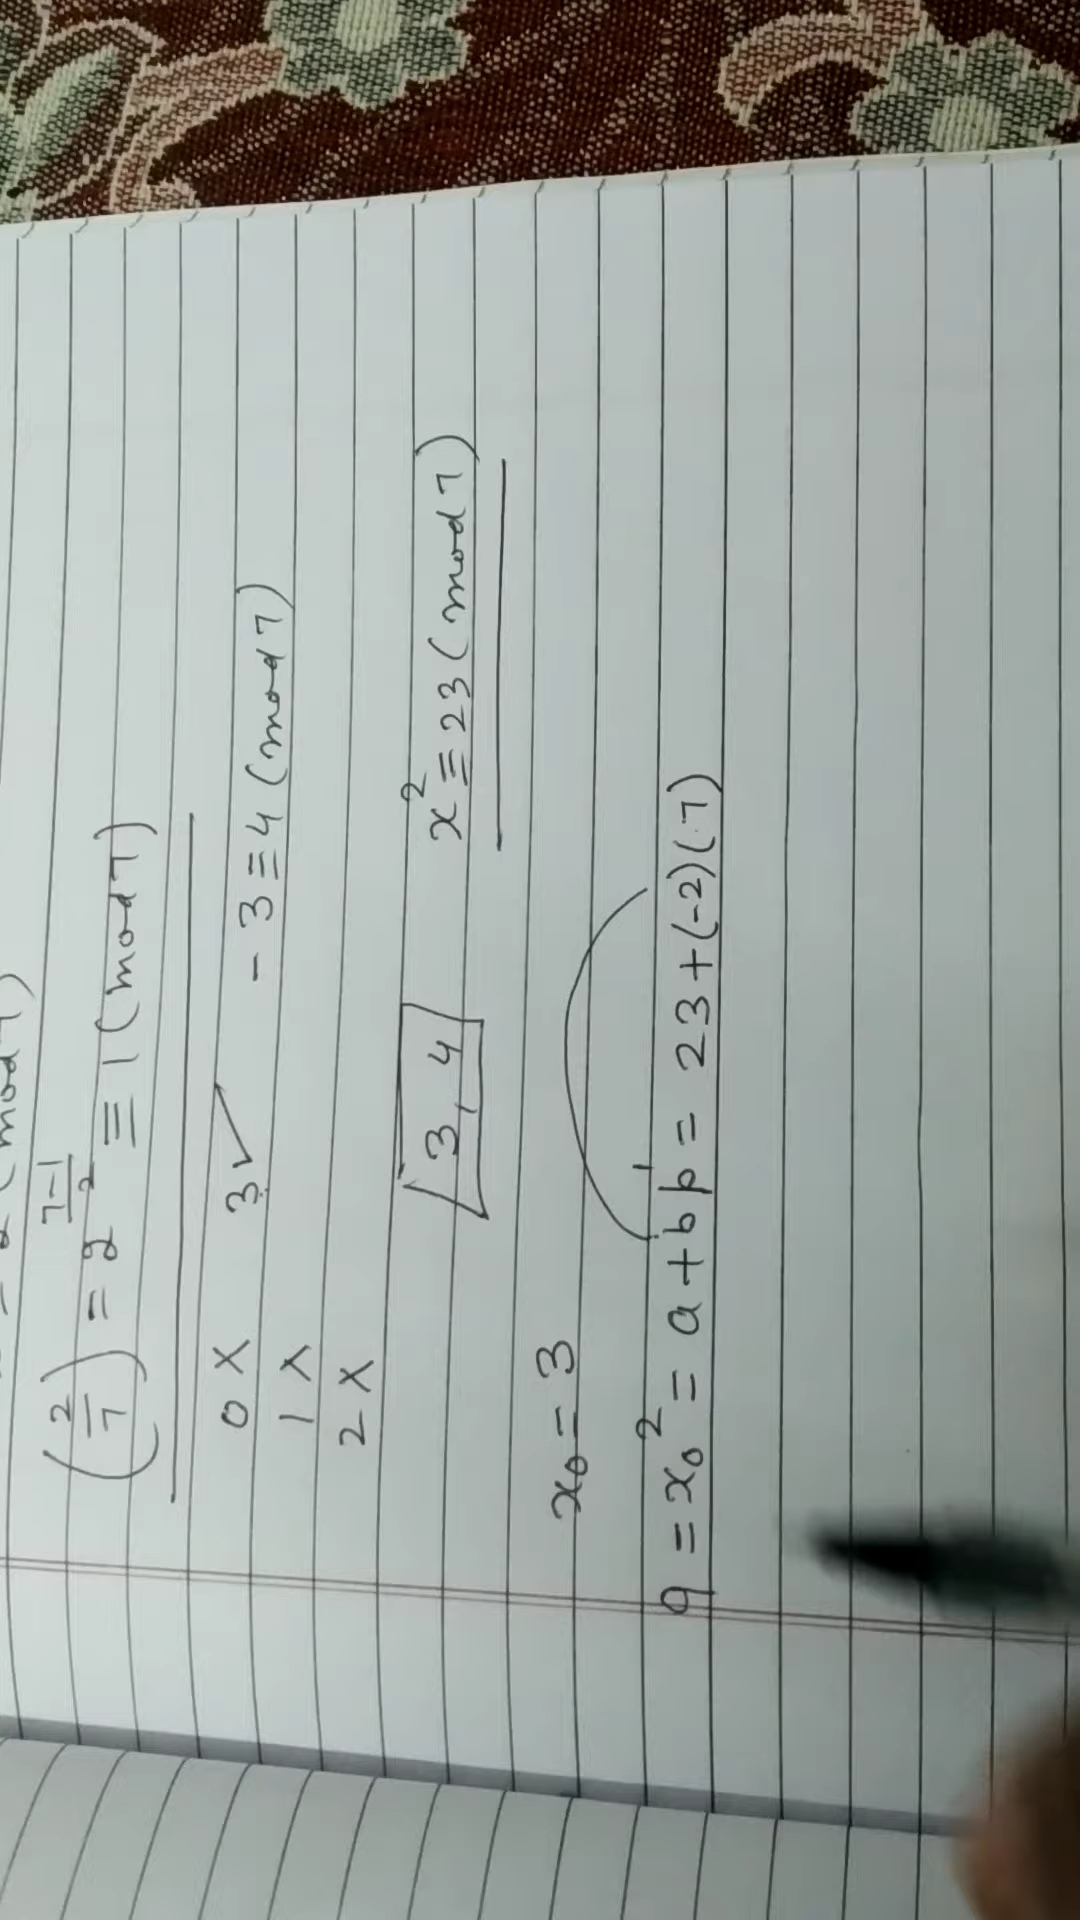 (2/7) = 2^((7-1)/2) ≡ 1 (mod 7)
0 X 3 ✓ - 3 ≡ 4 (mod 7)
1 X
2 X
3, 4 x² ≡ 23 (mod 7)
x₀ = 3
9 = x₀² = a + b p¹ = 23 + (-2)(7)